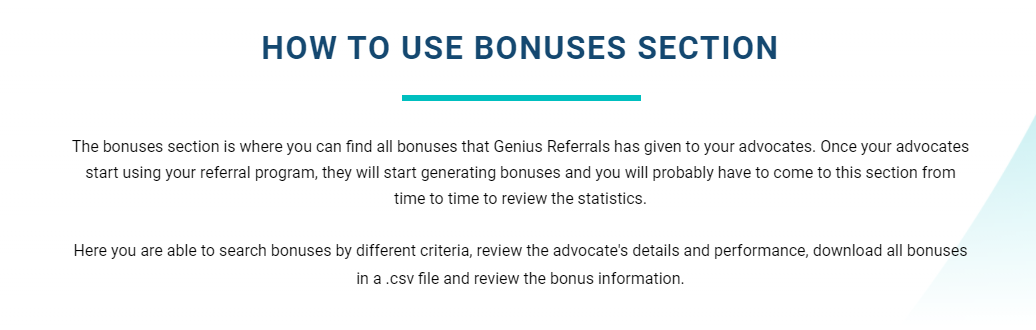 HOW TO USE BONUSES SECTION
The bonuses section is where you can find all bonuses that Genius Referrals has given to your advocates. Once your advocates
start using your referral program, they will start generating bonuses and you will probably have to come to this section from
time to time to review the statistics.
Here you are able to search bonuses by different criteria, review the advocate's details and performance, download all bonuses
in a .csv file and review the bonus information.